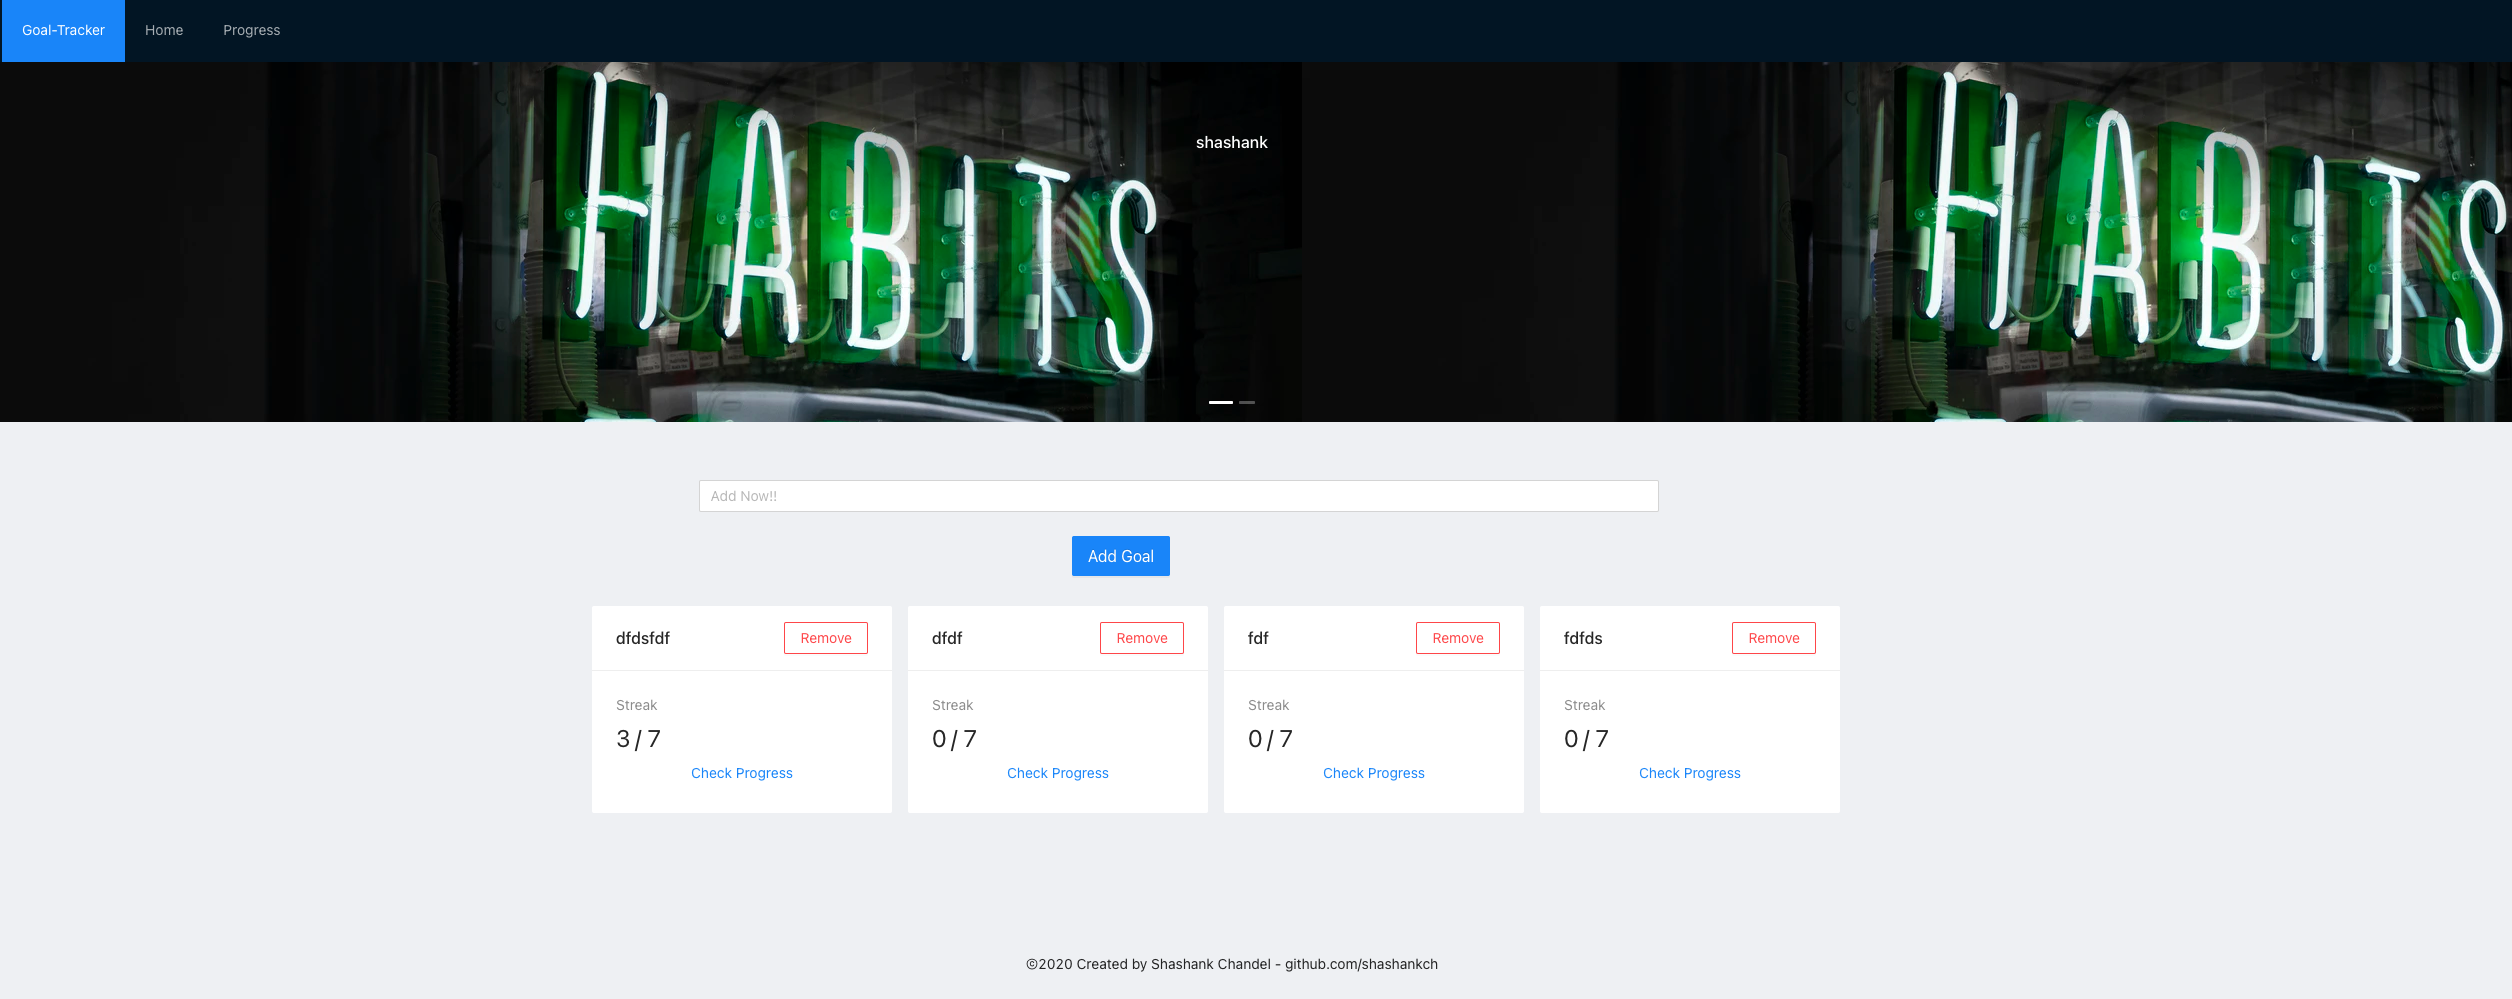 Goal-Tracker Home Progress
HABITS HABITS
shashank
Add Now!!
Add Goal
dfdsfdf Remove dfdf Remove fdf Remove fdfds Remove
Streak Streak Streak Streak
3 / 7 0 / 7 0 / 7 0 / 7
Check Progress Check Progress Check Progress Check Progress
©2020 Created by Shashank Chandel - github.com/shashankch